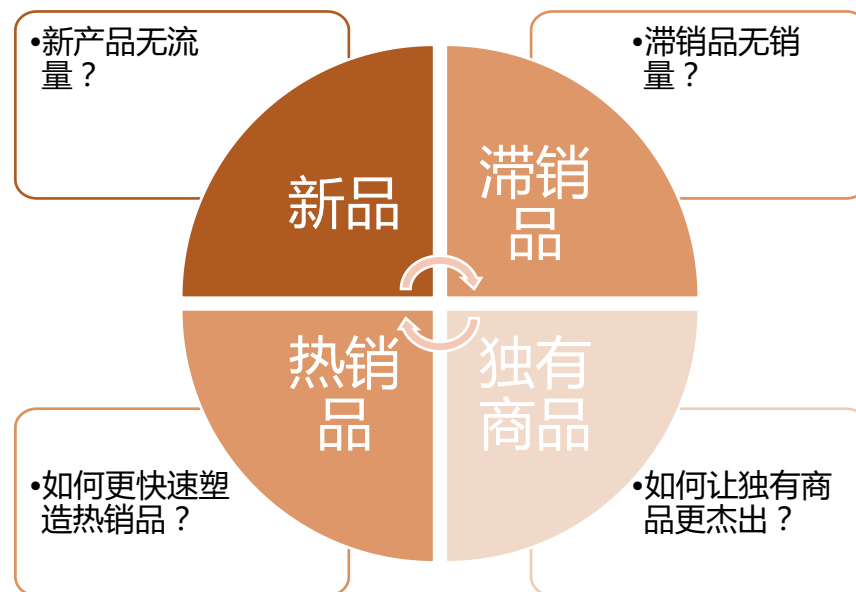 •新产品无流
量？
•滞销品无销
量？
新品
滞销
品
热销
品
独有
商品
•如何更快速塑
造热销品？
•如何让独有商
品更杰出？